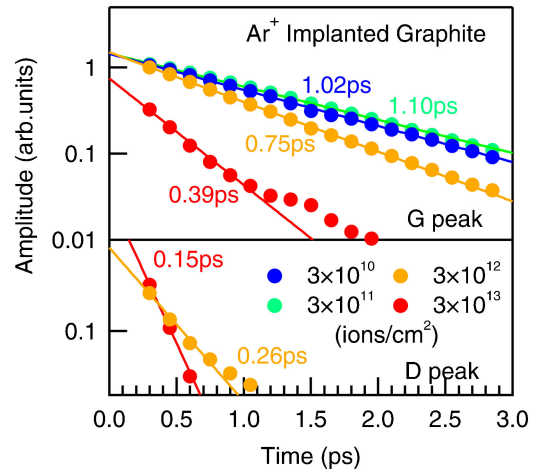 Ar⁺ Implanted Graphite
1
0.1
0.01
0.1
Amplitude (arb.units)
1.02ps
1.10ps
0.75ps
0.39ps
G peak
0.15ps
0.26ps
3×10¹⁰ 3×10¹²
3×10¹¹ 3×10¹³
(ions/cm²)
D peak
0.0 0.5 1.0 1.5 2.0 2.5 3.0
Time (ps)